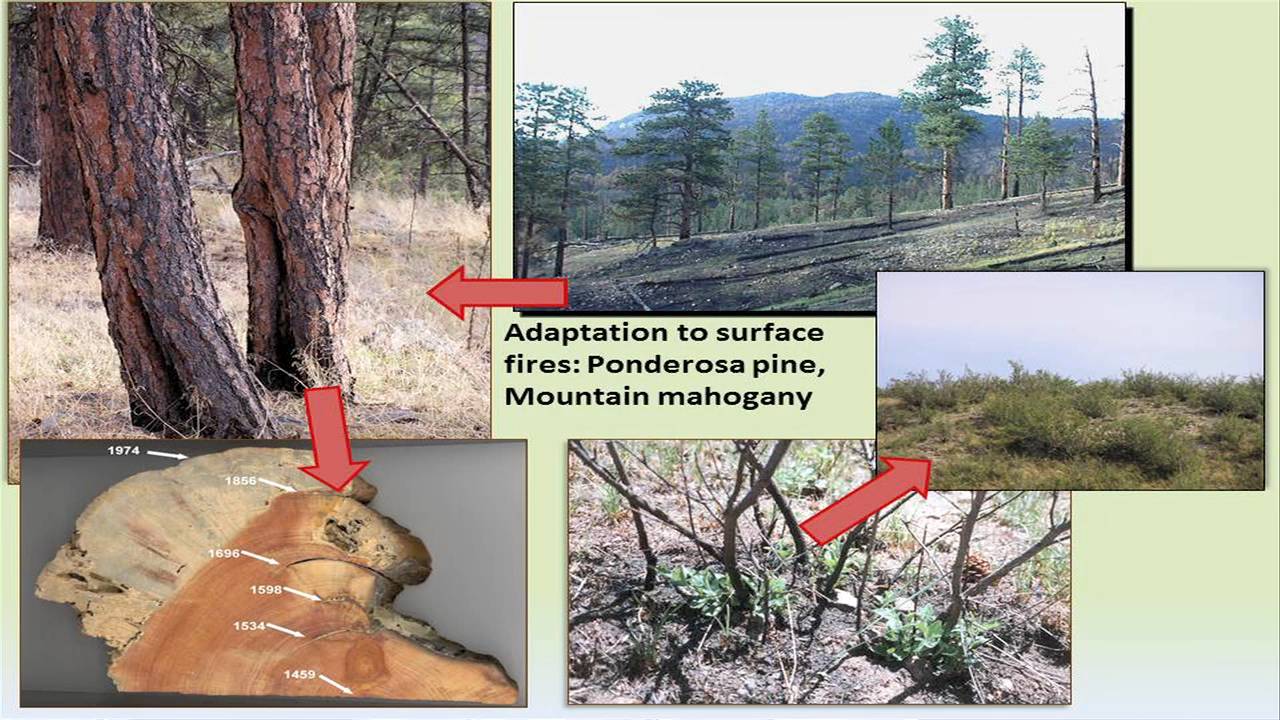 Adaptation to surface
fires: Ponderosa pine,
Mountain mahogany
1974
1856
1696
1598
1534
1459